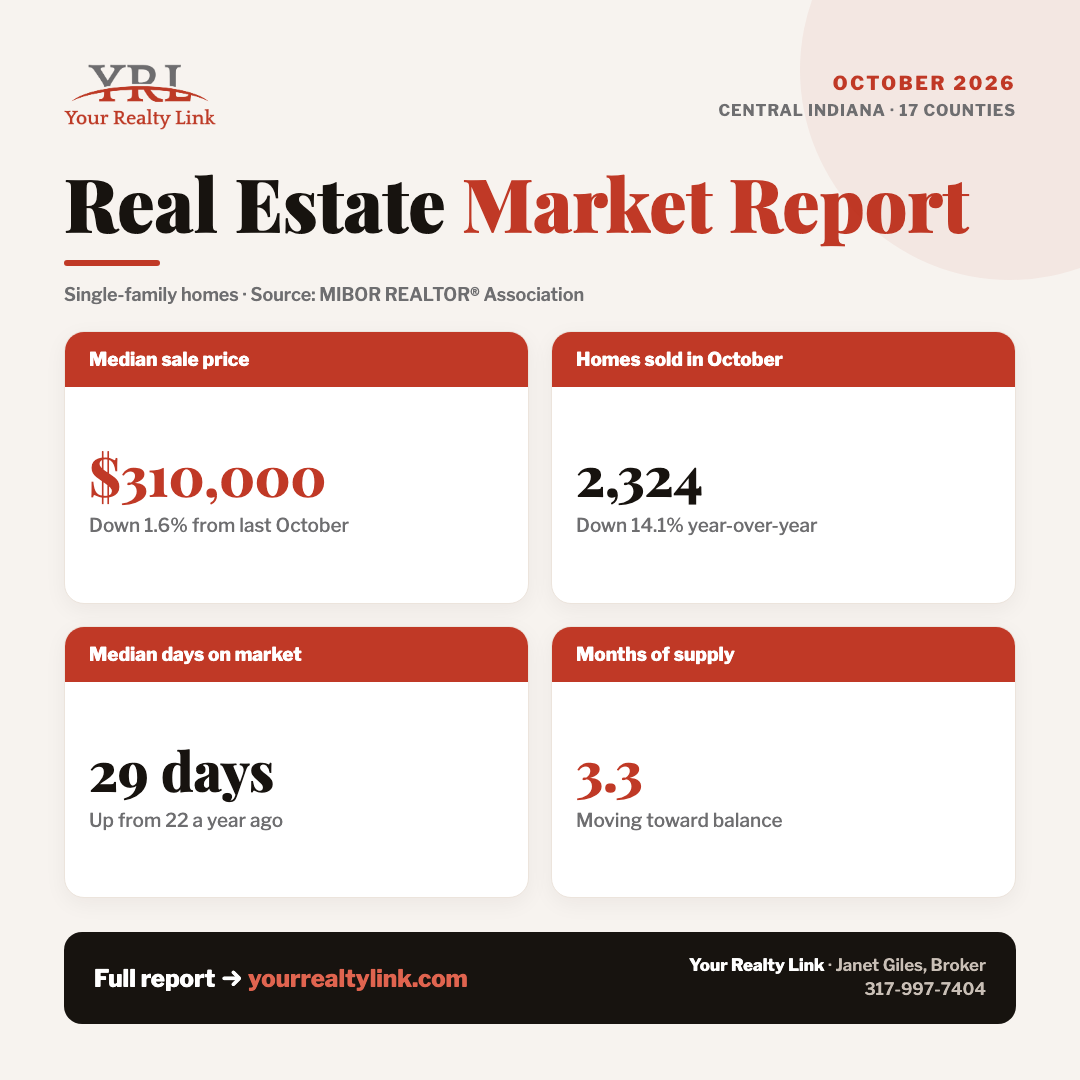 YRL
Your Realty Link
OCTOBER 2026
CENTRAL INDIANA · 17 COUNTIES
Real Estate Market Report
Single-family homes · Source: MIBOR REALTOR® Association
Median sale price
$310,000
Down 1.6% from last October
Homes sold in October
2,324
Down 14.1% year-over-year
Median days on market
29 days
Up from 22 a year ago
Months of supply
3.3
Moving toward balance
Full report → yourrealtylink.com
Your Realty Link · Janet Giles, Broker
317-997-7404